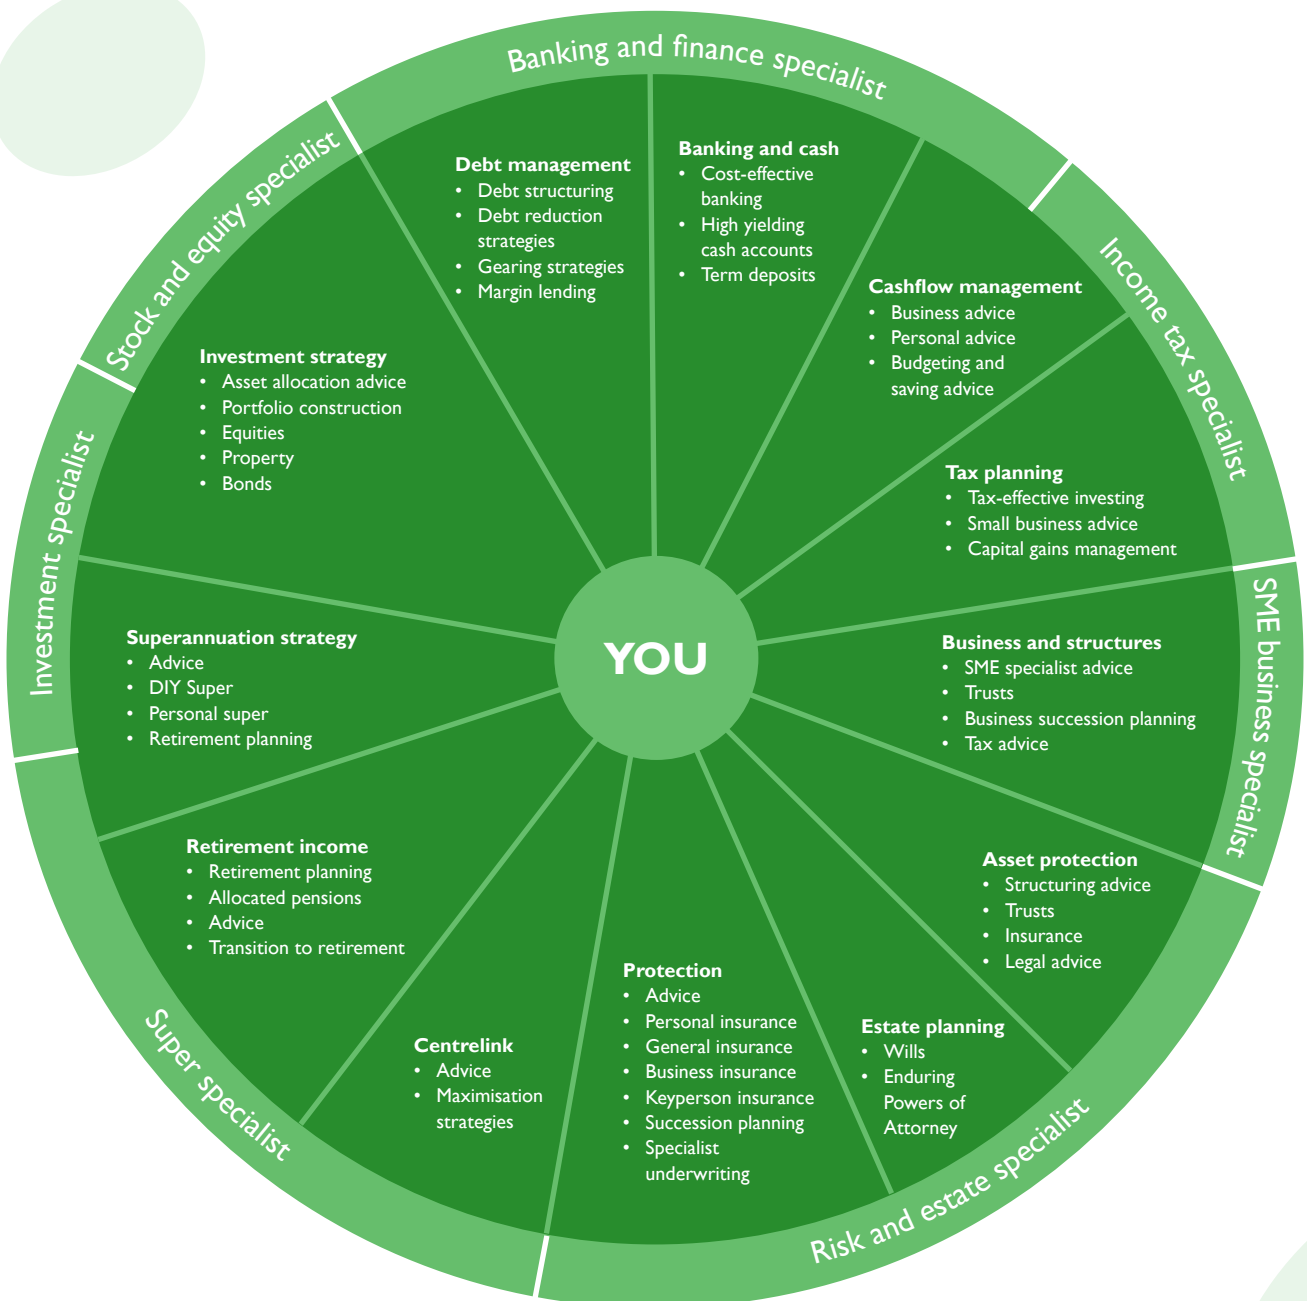 Banking and finance specialist
Debt management
• Debt structuring
• Debt reduction
strategies
• Gearing strategies
• Margin lending
Banking and cash
• Cost-effective
banking
• High yielding
cash accounts
• Term deposits
Cashflow management
• Business advice
• Personal advice
• Budgeting and
saving advice
Income tax specialist
Tax planning
• Tax-effective investing
• Small business advice
• Capital gains management
SME business specialist
Business and structures
• SME specialist advice
• Trusts
• Business succession planning
• Tax advice
Asset protection
• Structuring advice
• Trusts
• Insurance
• Legal advice
Risk and estate specialist
Estate planning
• Wills
• Enduring
Powers of
Attorney
Protection
• Advice
• Personal insurance
• General insurance
• Business insurance
• Keyperson insurance
• Succession planning
• Specialist
underwriting
Centrelink
• Advice
• Maximisation
strategies
Super specialist
Retirement income
• Retirement planning
• Allocated pensions
• Advice
• Transition to retirement
Superannuation strategy
• Advice
• DIY Super
• Personal super
• Retirement planning
Investment specialist
Investment strategy
• Asset allocation advice
• Portfolio construction
• Equities
• Property
• Bonds
Stock and equity specialist
YOU